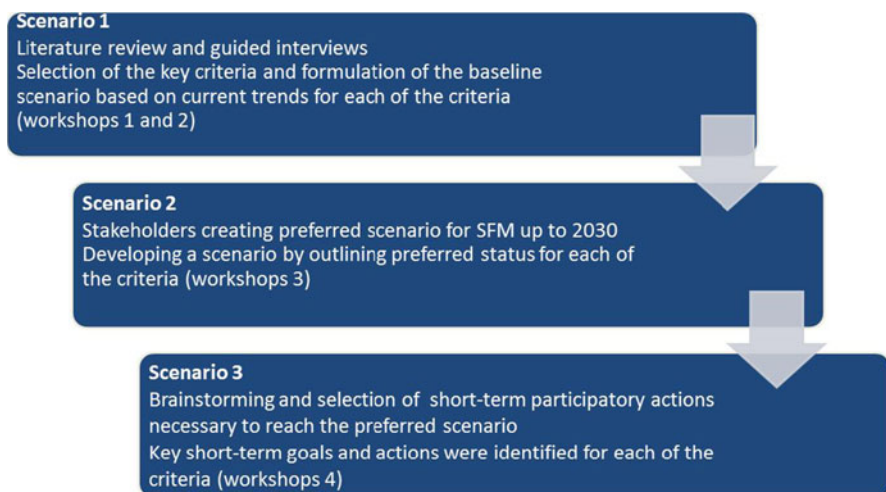 Scenario 1
Literature review and guided interviews
Selection of the key criteria and formulation of the baseline
scenario based on current trends for each of the criteria
(workshops 1 and 2)
Scenario 2
Stakeholders creating preferred scenario for SFM up to 2030
Developing a scenario by outlining preferred status for each of
the criteria (workshops 3)
Scenario 3
Brainstorming and selection of short-term participatory actions
necessary to reach the preferred scenario
Key short-term goals and actions were identified for each of the
criteria (workshops 4)